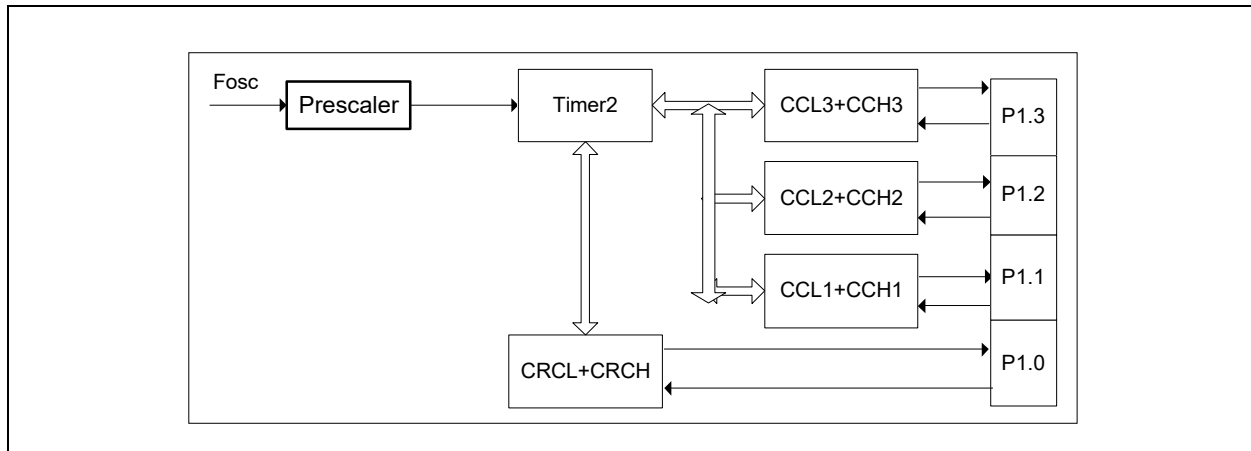 Fosc
Prescaler
Timer2
CCL3+CCH3
P1.3
CCL2+CCH2
P1.2
CCL1+CCH1
P1.1
CRCL+CRCH
P1.0